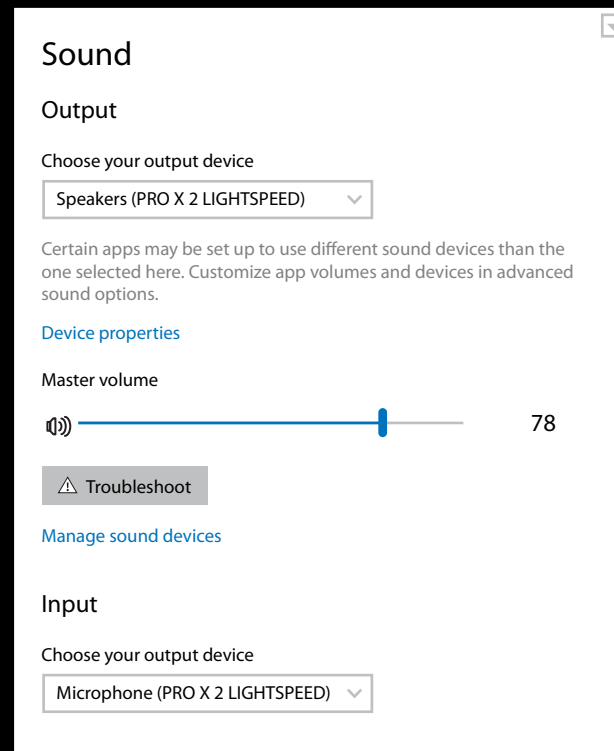 Sound
Output
Choose your output device
Speakers (PRO X 2 LIGHTSPEED)
Certain apps may be set up to use different sound devices than the
one selected here. Customize app volumes and devices in advanced
sound options.
Device properties
Master volume
78
Troubleshoot
Manage sound devices
Input
Choose your output device
Microphone (PRO X 2 LIGHTSPEED)